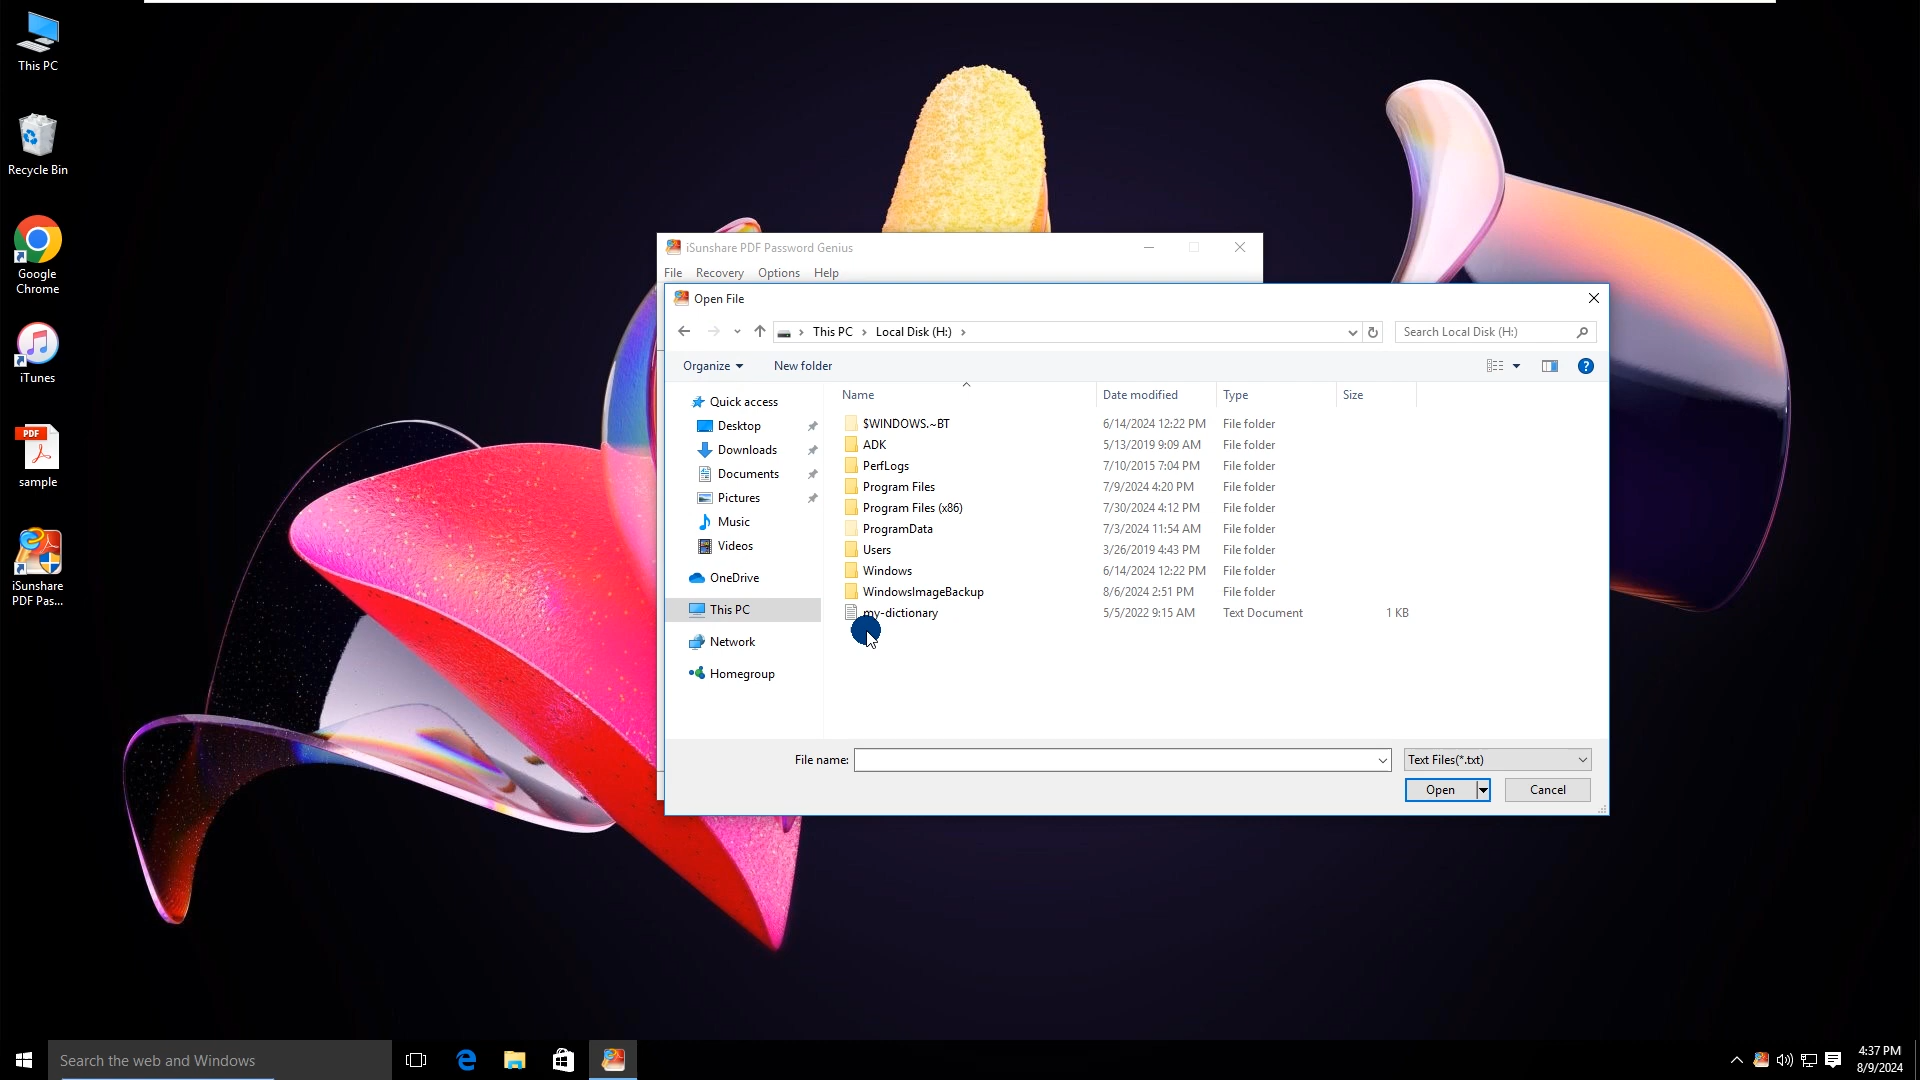 This PC
Recycle Bin
Google
Chrome
iTunes
PDF
sample
iSunshare
PDF Pas...
iSunshare PDF Password Genius
File Recovery Options Help
Open File
This PC > Local Disk (H:) >
Search Local Disk (H:)
Organize
New folder
?
Quick access
Desktop
Downloads
Documents
Pictures
Music
Videos
OneDrive
This PC
Network
Homegroup
Name Date modified Type Size
$WINDOWS.~BT 6/14/2024 12:22 PM File folder
ADK 5/13/2019 9:09 AM File folder
PerfLogs 7/10/2015 7:04 PM File folder
Program Files 7/9/2024 4:20 PM File folder
Program Files (x86) 7/30/2024 4:12 PM File folder
ProgramData 7/3/2024 11:54 AM File folder
Users 3/26/2019 4:43 PM File folder
Windows 6/14/2024 12:22 PM File folder
WindowsImageBackup 8/6/2024 2:51 PM File folder
my-dictionary 5/5/2022 9:15 AM Text Document 1 KB
File name:
Text Files(*.txt)
Open
Cancel
Search the web and Windows
4:37 PM
8/9/2024